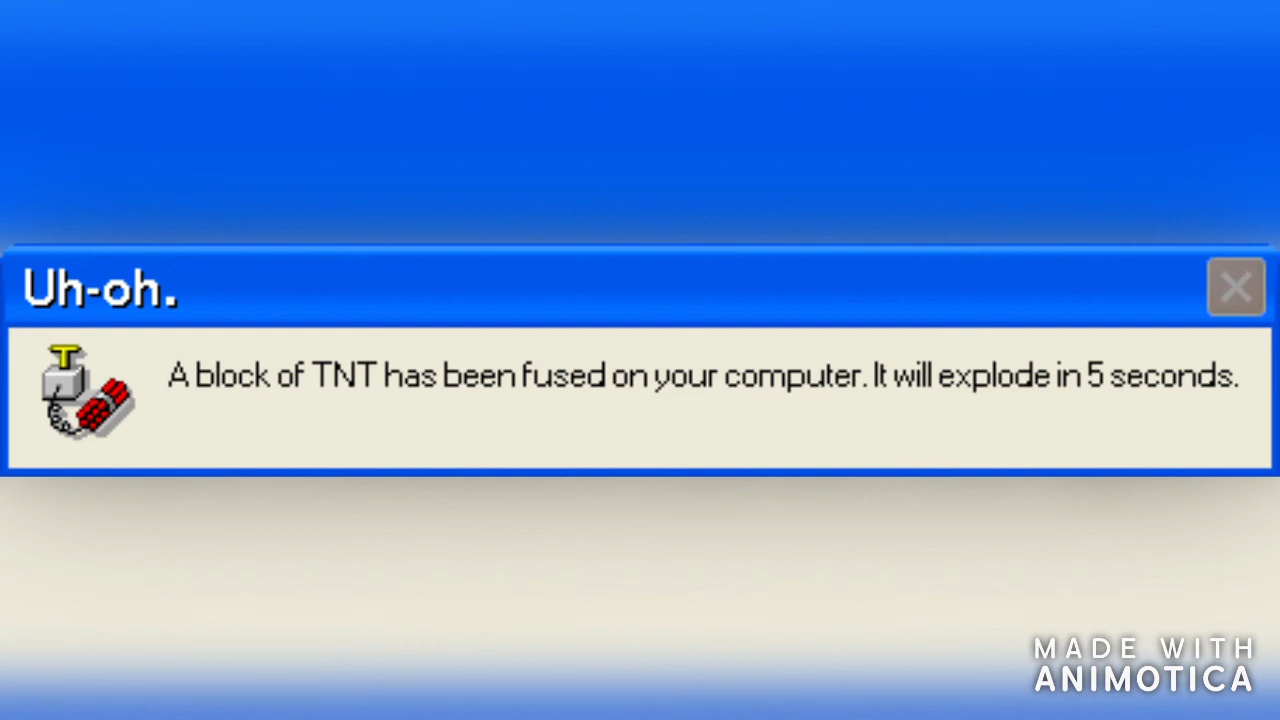 Uh-oh.
A block of TNT has been fused on your computer. It will explode in 5 seconds.
MADE WITH
ANIMOTICA